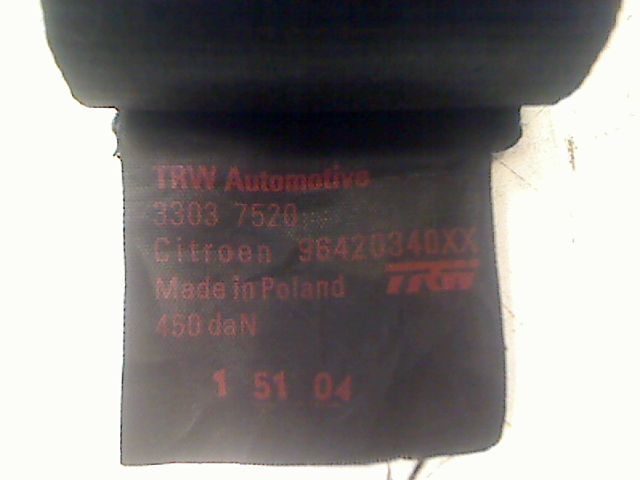 TRW Automotive
3303 7520
Citroen 96420340XX
Made in Poland TRW
450 daN
1 51 04